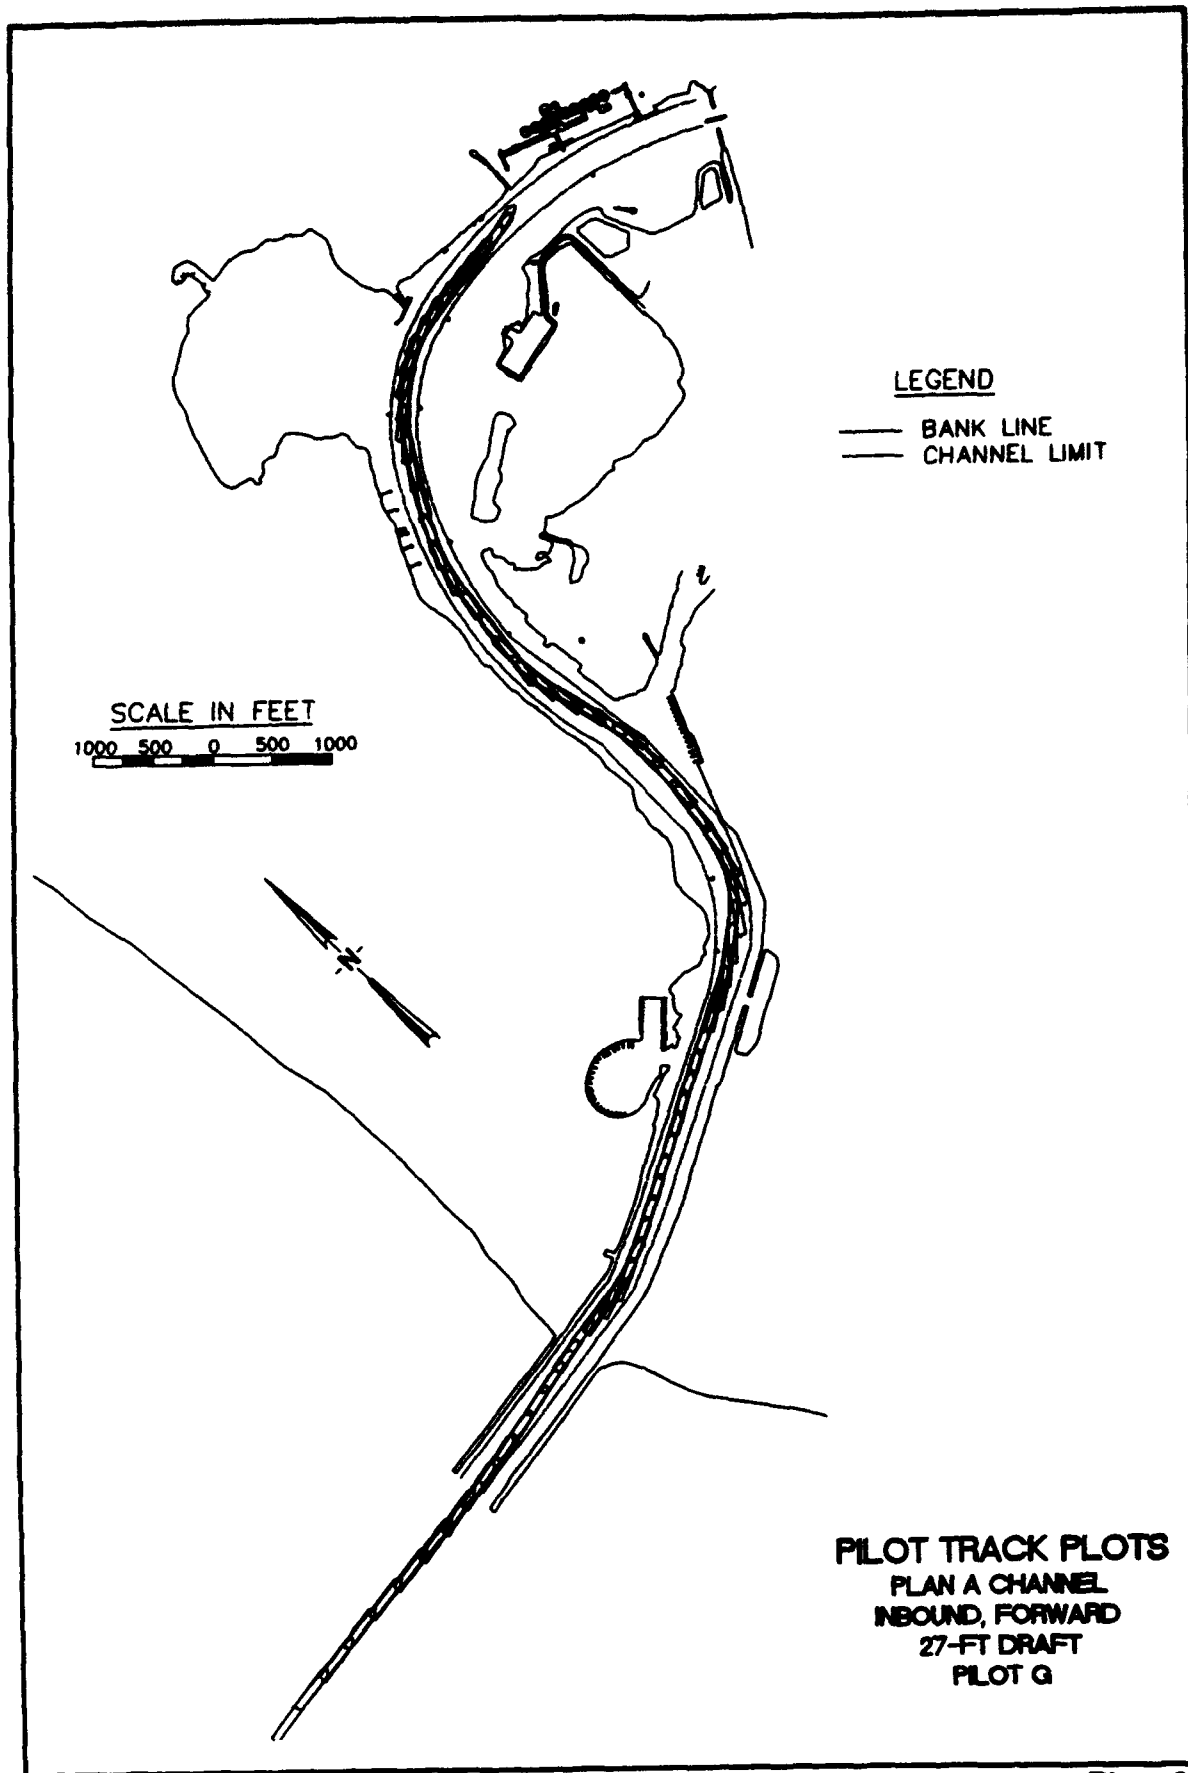 LEGEND
BANK LINE
CHANNEL LIMIT
SCALE IN FEET
1000 500 0 500 1000
N
PILOT TRACK PLOTS
PLAN A CHANNEL
INBOUND, FORWARD
27-FT DRAFT
PILOT G